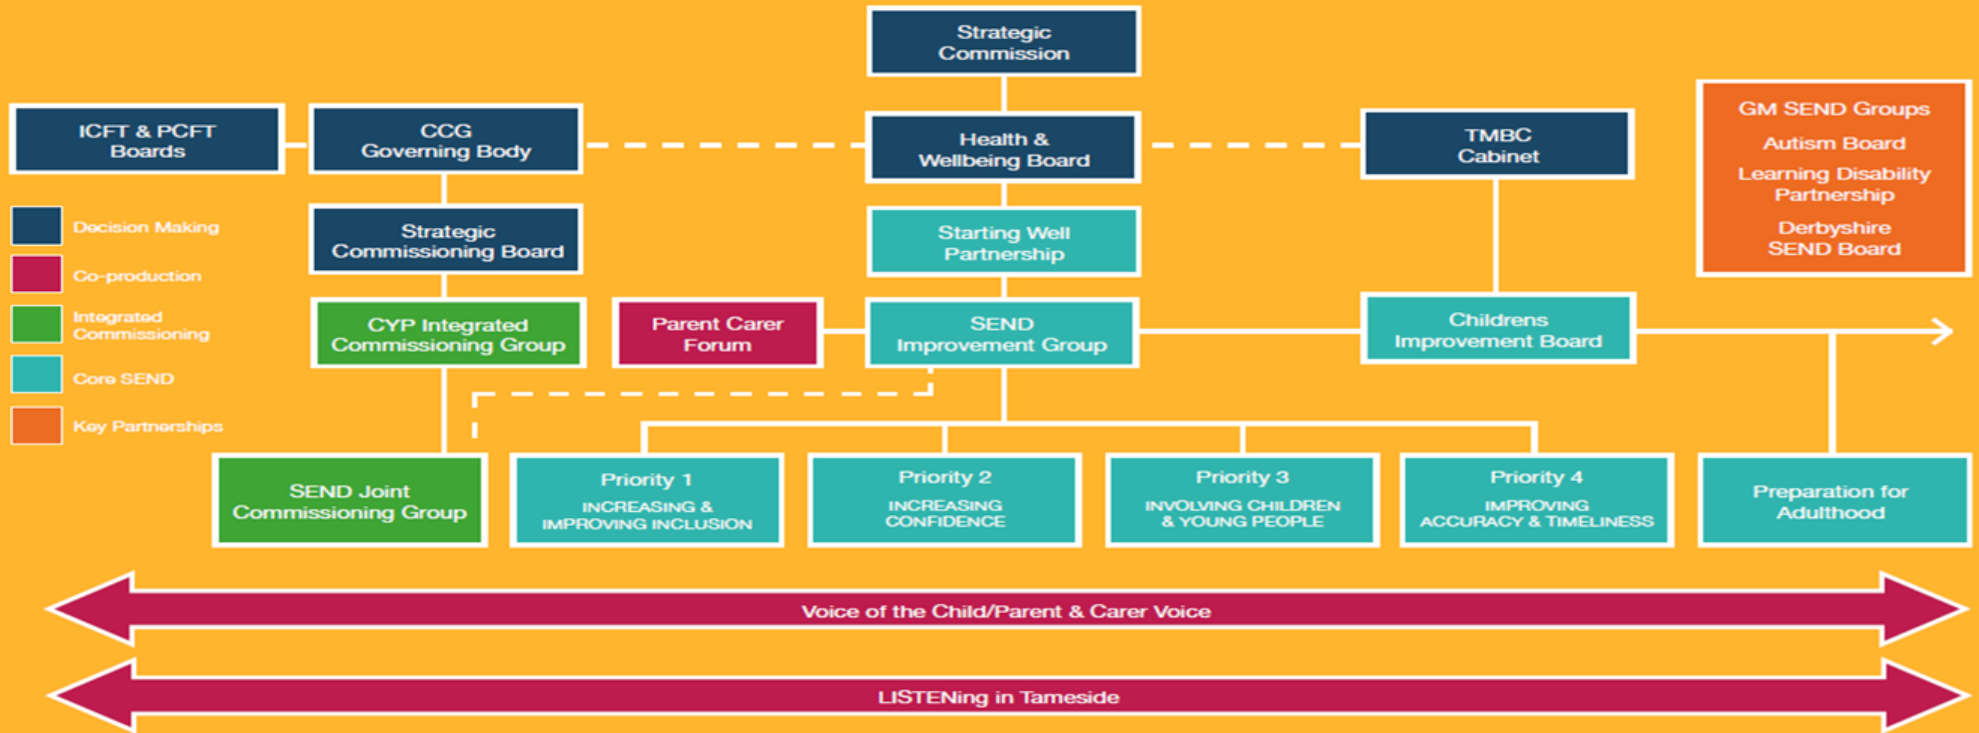 Strategic
Commission
ICFT & PCFT
Boards
CCG
Governing Body
Health &
Wellbeing Board
TMBC
Cabinet
GM SEND Groups
Autism Board
Learning Disability
Partnership
Derbyshire
SEND Board
Decision Making
Co-production
Integrated
Commissioning
Core SEND
Key Partnerships
Strategic
Commissioning Board
Starting Well
Partnership
CYP Integrated
Commissioning Group
Parent Carer
Forum
SEND
Improvement Group
Childrens
Improvement Board
SEND Joint
Commissioning Group
Priority 1
INCREASING &
IMPROVING INCLUSION
Priority 2
INCREASING
CONFIDENCE
Priority 3
INVOLVING CHILDREN
& YOUNG PEOPLE
Priority 4
IMPROVING
ACCURACY & TIMELINESS
Preparation for
Adulthood
Voice of the Child/Parent & Carer Voice
LISTENing in Tameside